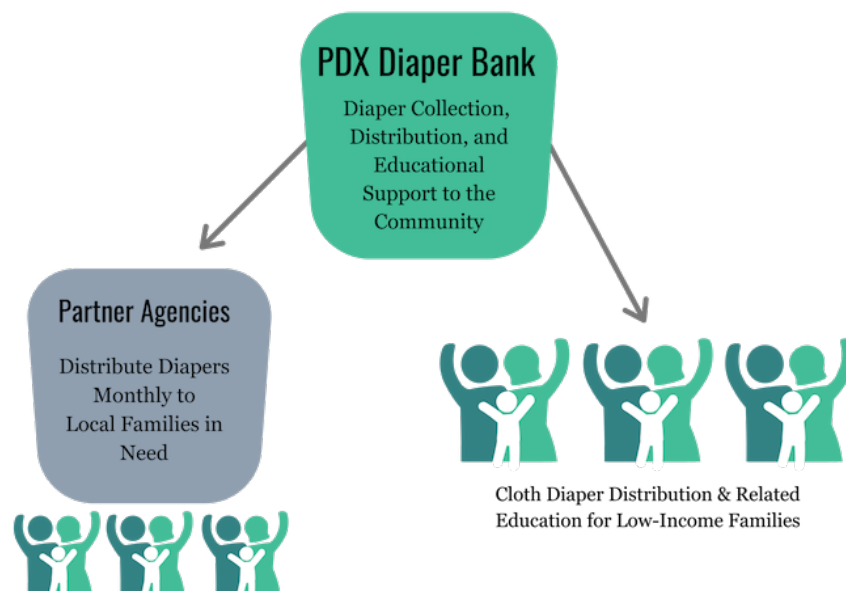 PDX Diaper Bank
Diaper Collection,
Distribution, and
Educational
Support to the
Community
Partner Agencies
Distribute Diapers
Monthly to
Local Families in
Need
Cloth Diaper Distribution & Related
Education for Low-Income Families